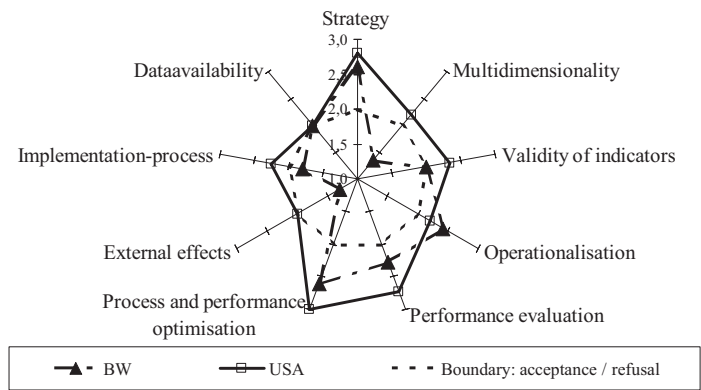 Strategy
3,0
2,5
2,0
1,5
1,0
Dataavailability
Multidimensionality
Implementation-process
Validity of indicators
External effects
Operationalisation
Process and performance
optimisation
Performance evaluation
BW
USA
Boundary: acceptance / refusal